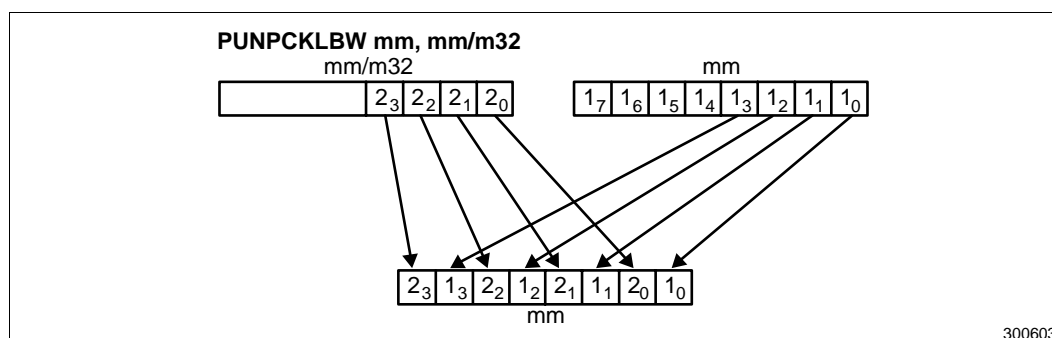 PUNPCKLBW mm, mm/m32
mm/m32 mm
2₃ 2₂ 2₁ 2₀ 1₇ 1₆ 1₅ 1₄ 1₃ 1₂ 1₁ 1₀
2₃ 1₃ 2₂ 1₂ 2₁ 1₁ 2₀ 1₀
mm
300603